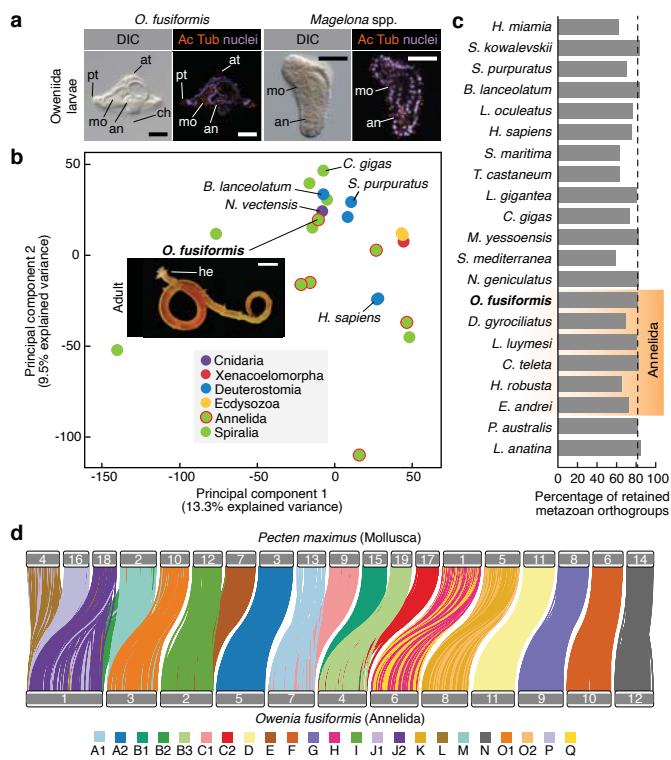 a
O. fusiformis
Magelona spp.
DIC
Ac Tub nuclei
DIC
Ac Tub nuclei
Oweniida
larvae
pt
at
mo
an
ch
pt
at
mo
an
mo
an
mo
an
b
Principal component 2
(9.5% explained variance)
50
0
-50
-100
C. gigas
B. lanceolatum
S. purpuratus
N. vectensis
O. fusiformis
Adult
he
H. sapiens
Cnidaria
Xenacoelomorpha
Deuterostomia
Ecdysozoa
Annelida
Spiralia
-150
-100
-50
0
50
Principal component 1
(13.3% explained variance)
c
H. miamia
S. kowalevskii
S. purpuratus
B. lanceolatum
L. oculeatus
H. sapiens
S. maritima
T. castaneum
L. gigantea
C. gigas
M. yessoensis
S. mediterranea
N. geniculatus
O. fusiformis
D. gyrociliatus
L. luymesi
C. teleta
H. robusta
E. andrei
P. australis
L. anatina
Annelida
0 20 40 60 80 100
Percentage of retained
metazoan orthogroups
d
Pecten maximus (Mollusca)
4 16 18 2 10 12 7 3 13 9 15 19 17 1 5 11 8 6 14
1 3 2 5 7 4 6 8 11 9 10 12
Owenia fusiformis (Annelida)
A1 A2 B1 B2 B3 C1 C2 D E F G H I J1 J2 K L M N O1 O2 P Q